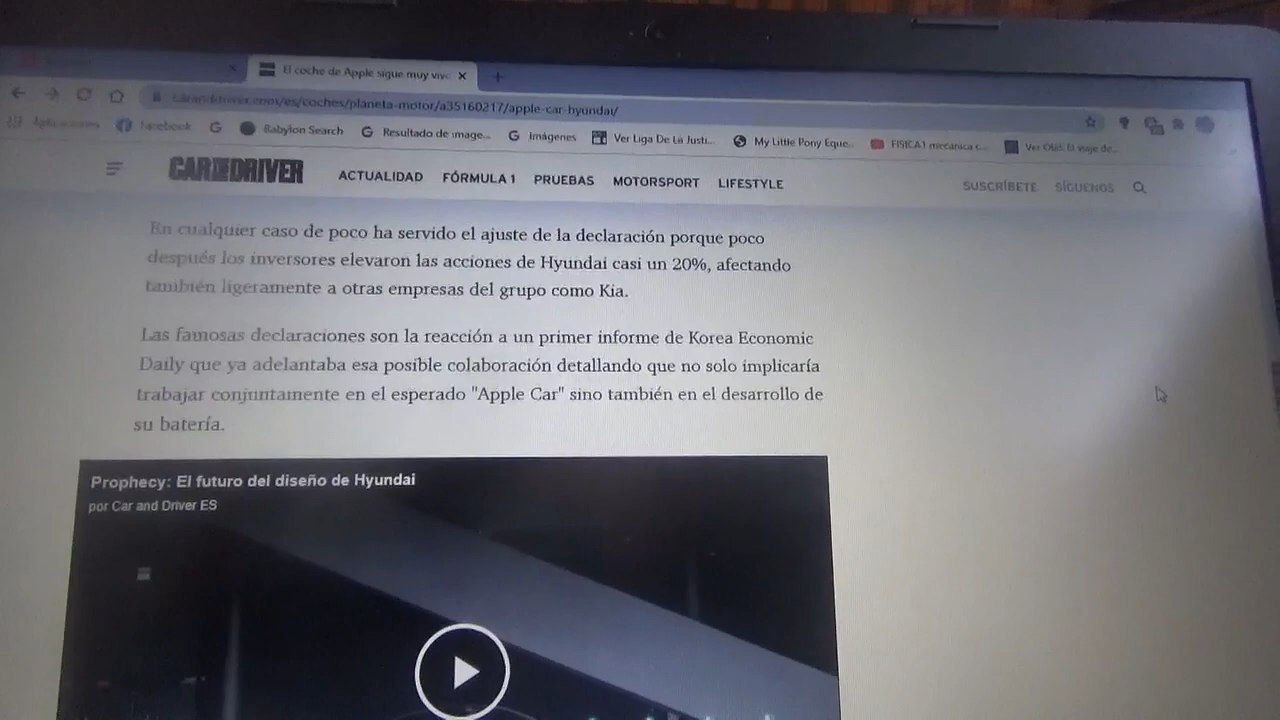 El coche de Apple sigue muy vivo
/es/coches/planeta-motor/a35160217/apple-car-hyundai/
Aplicaciones Facebook Babylon Search Resultado de image... Imágenes Ver Liga De La Justi... My Little Pony Eque... FISICA1 mecánica c... Ver El viaje de...
CAR AND DRIVER ACTUALIDAD FÓRMULA 1 PRUEBAS MOTORSPORT LIFESTYLE SUSCRÍBETE SÍGUENOS
En cualquier caso de poco ha servido el ajuste de la declaración porque poco
después los inversores elevaron las acciones de Hyundai casi un 20%, afectando
también ligeramente a otras empresas del grupo como Kia.
Las famosas declaraciones son la reacción a un primer informe de Korea Economic
Daily que ya adelantaba esa posible colaboración detallando que no solo implicaría
trabajar conjuntamente en el esperado "Apple Car" sino también en el desarrollo de
su batería.
Prophecy: El futuro del diseño de Hyundai
por Car and Driver ES